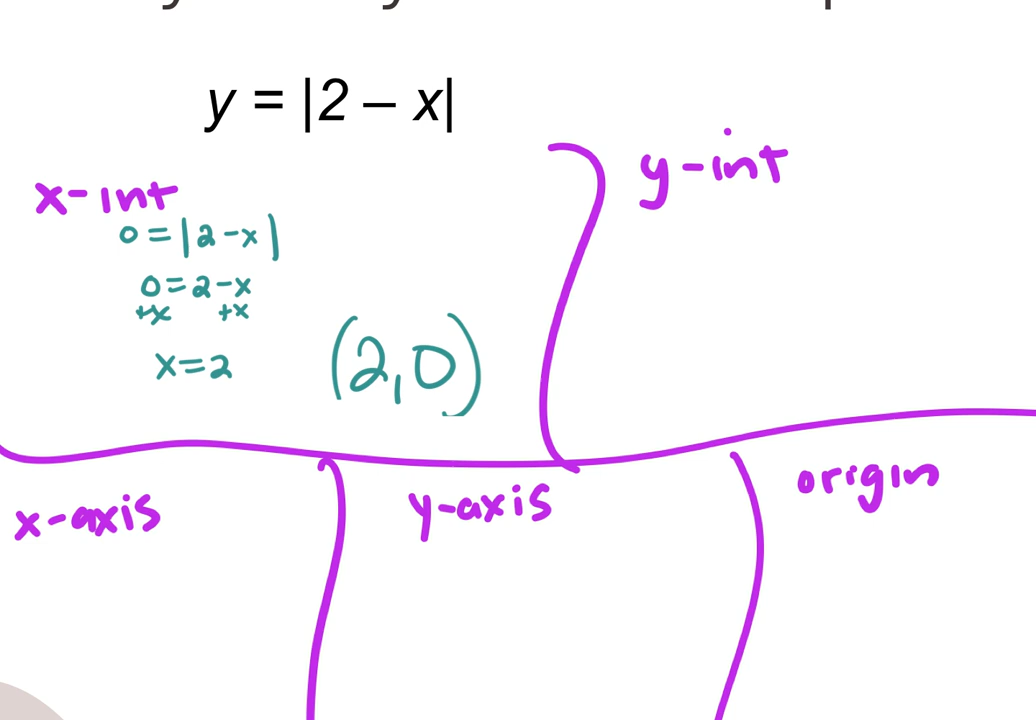 y = |2 – x|
x-int
0 = |2-x|
0=2-x
+x +x
x=2
(2,0)
y-int
x-axis
y-axis
origin